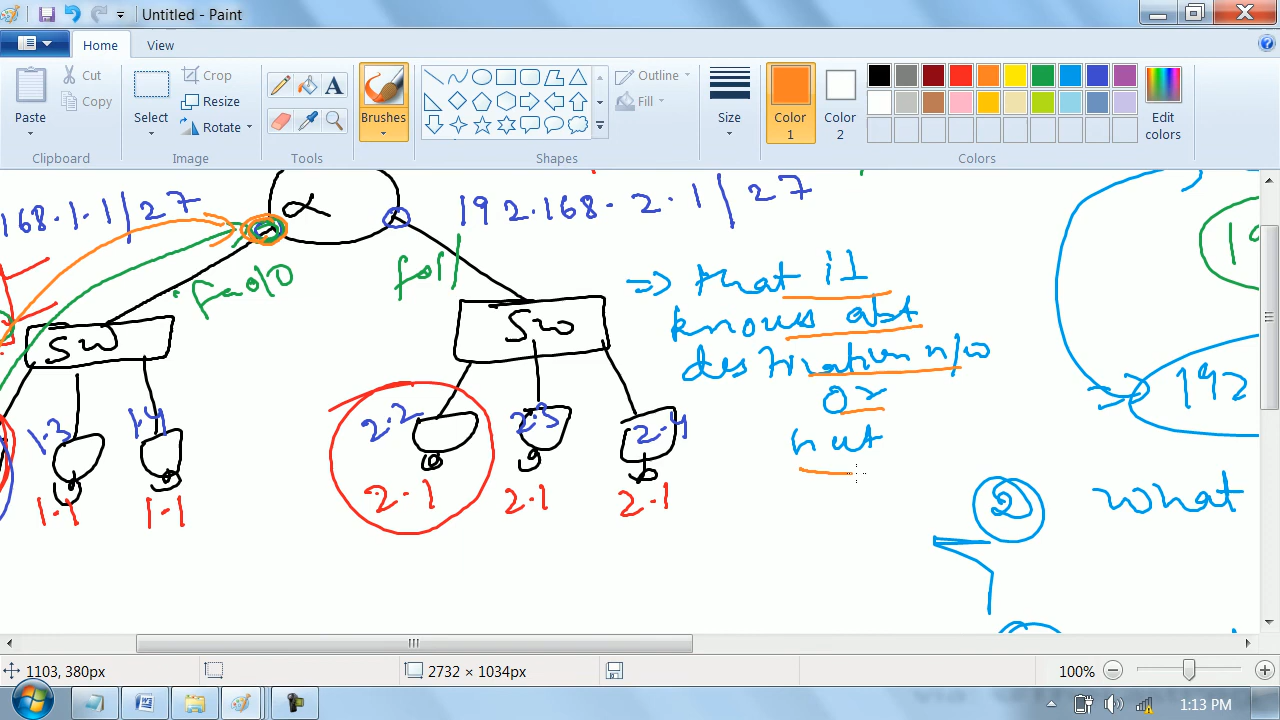 Untitled - Paint
Home
View
Cut
Copy
Paste
Clipboard
Select
Crop
Resize
Rotate
Image
A
Tools
Brushes
Shapes
Outline
Fill
Size
Color
1
Color
2
Edit
colors
Colors
168.1.1/27
192.168.2.1/27
fa0/0
fa0/1
SW
SW
1.3
1.4
1.1
1.1
2.2
2.3
2.4
2.1
2.1
2.1
=> that it
knows abt
destination n/w
or
not
19
192
2
what
1103, 380px
2732 × 1034px
100%
1:13 PM